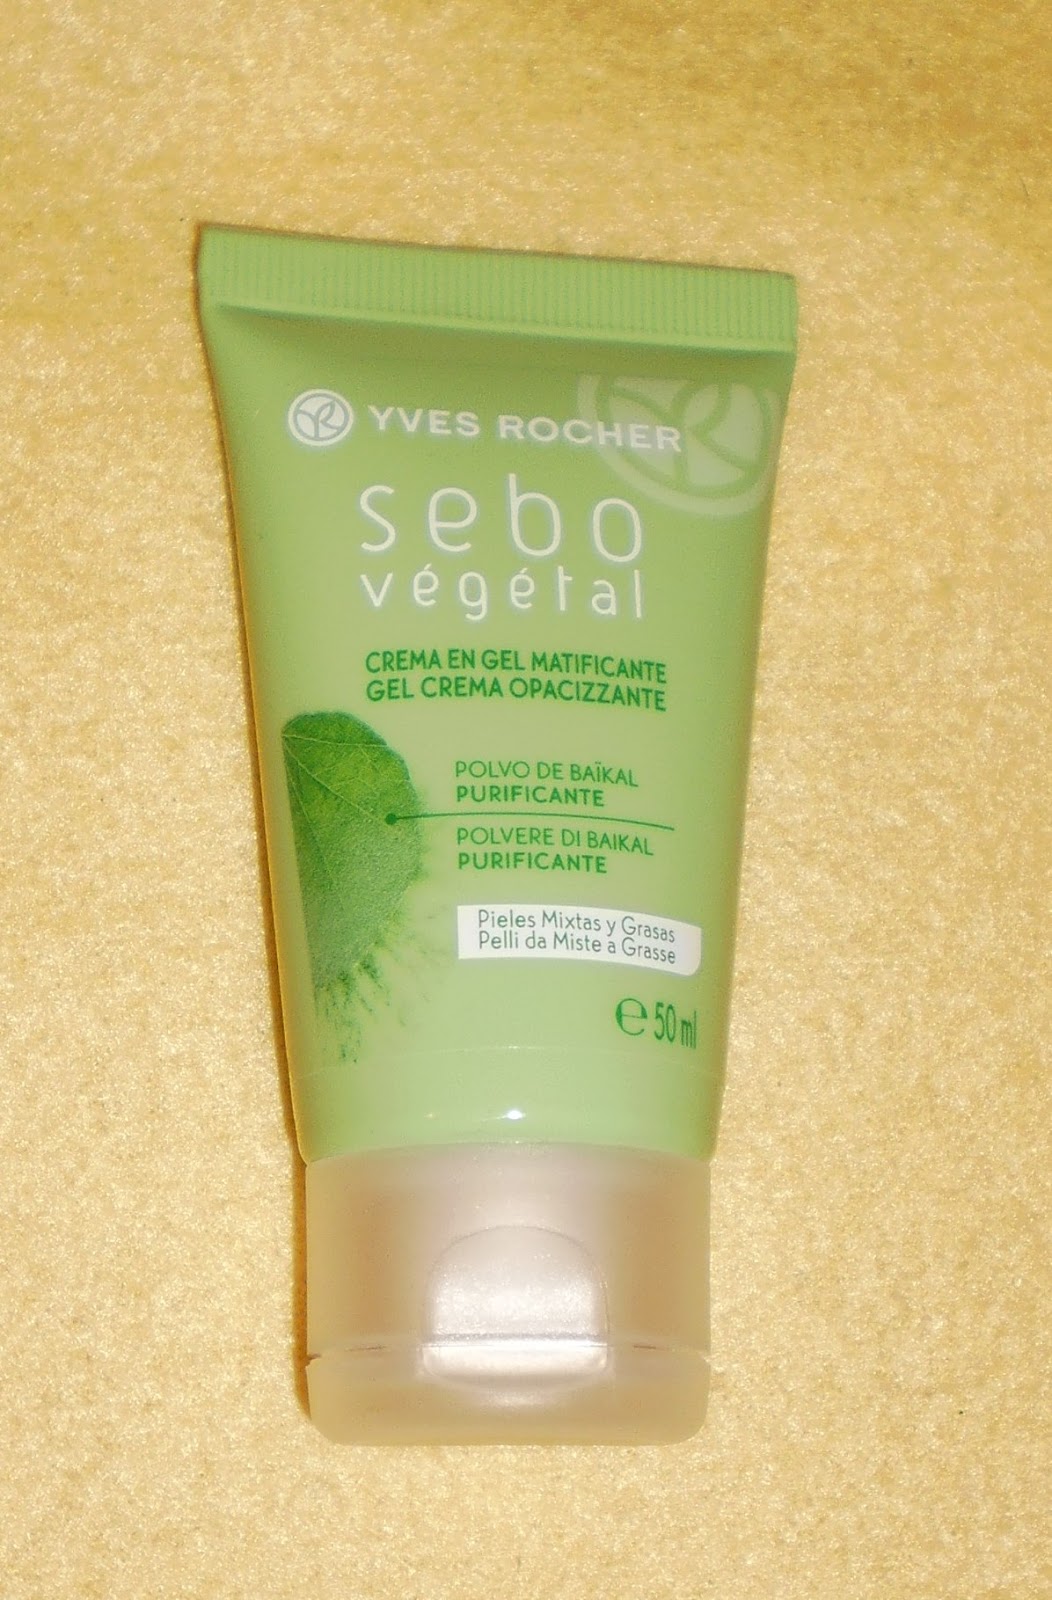 YVES ROCHER
sebo
végétal
CREMA EN GEL MATIFICANTE
GEL CREMA OPACIZZANTE
POLVO DE BAÏKAL
PURIFICANTE
POLVERE DI BAIKAL
PURIFICANTE
Pieles Mixtas y Grasas
Pelli da Miste a Grasse
℮ 50 ml